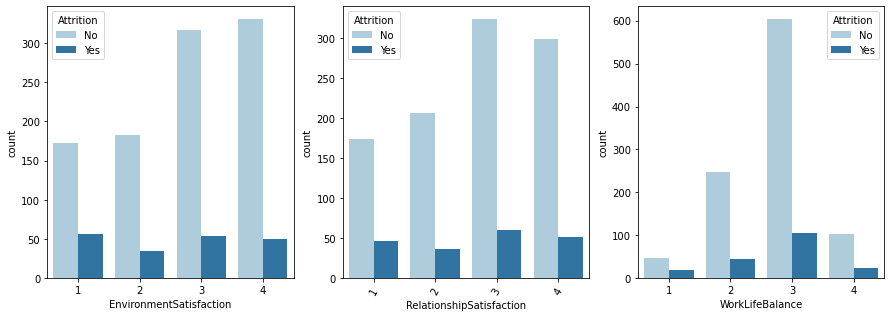 Attrition
No
Yes
count
300
250
200
150
100
50
0
1
2
3
4
EnvironmentSatisfaction
Attrition
No
Yes
count
300
250
200
150
100
50
0
1
2
3
4
RelationshipSatisfaction
Attrition
No
Yes
count
600
500
400
300
200
100
0
1
2
3
4
WorkLifeBalance